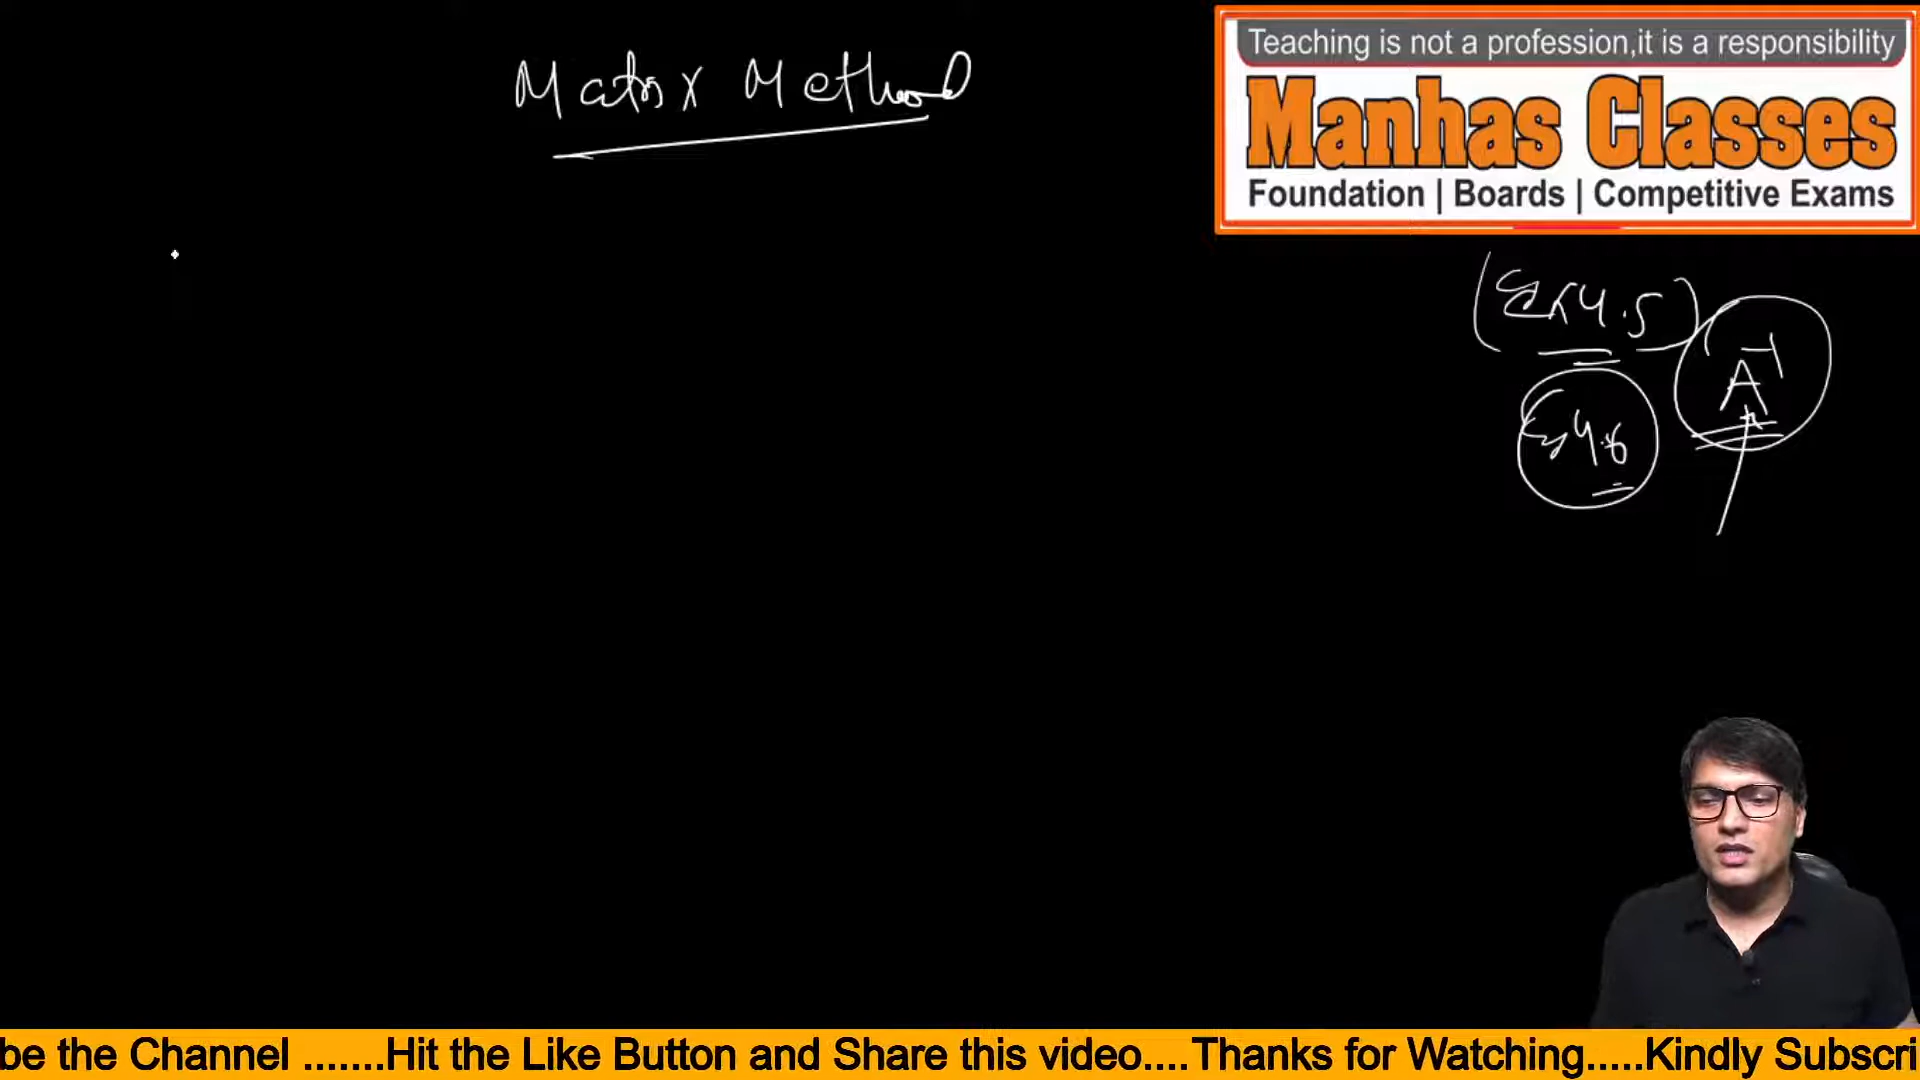 Matrix Method
Teaching is not a profession,it is a responsibility
Manhas Classes
Foundation | Boards | Competitive Exams
(Ex 4.5)
A⁻¹
Ex 4.6
be the Channel .......Hit the Like Button and Share this video....Thanks for Watching.....Kindly Subscri